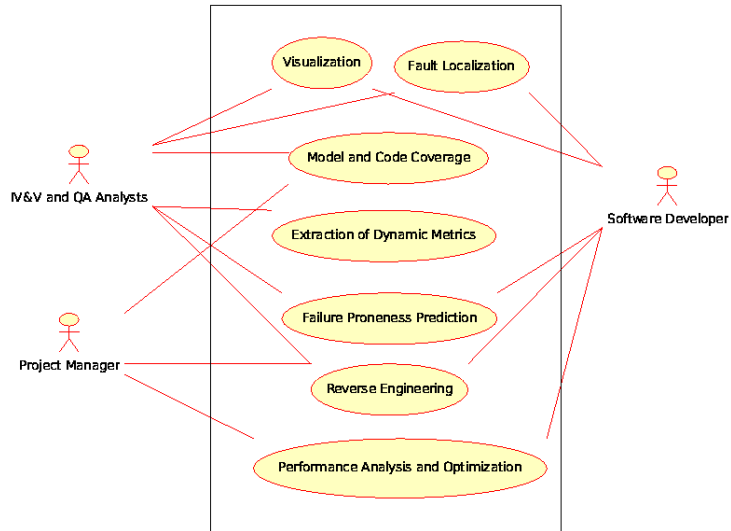 Visualization
Fault Localization
Model and Code Coverage
IV&V and QA Analysts
Software Developer
Extraction of Dynamic Metrics
Failure Proneness Prediction
Project Manager
Reverse Engineering
Performance Analysis and Optimization